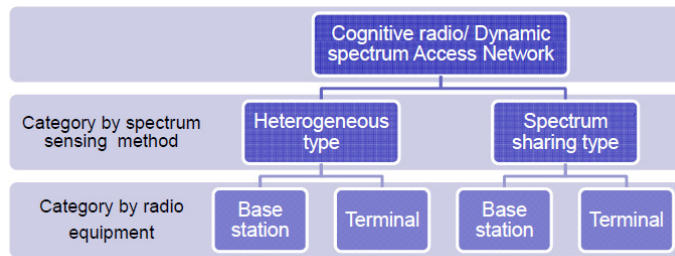 Cognitive radio/ Dynamic
spectrum Access Network
Category by spectrum
sensing method
Heterogeneous
type
Spectrum
sharing type
Category by radio
equipment
Base
station
Terminal
Base
station
Terminal